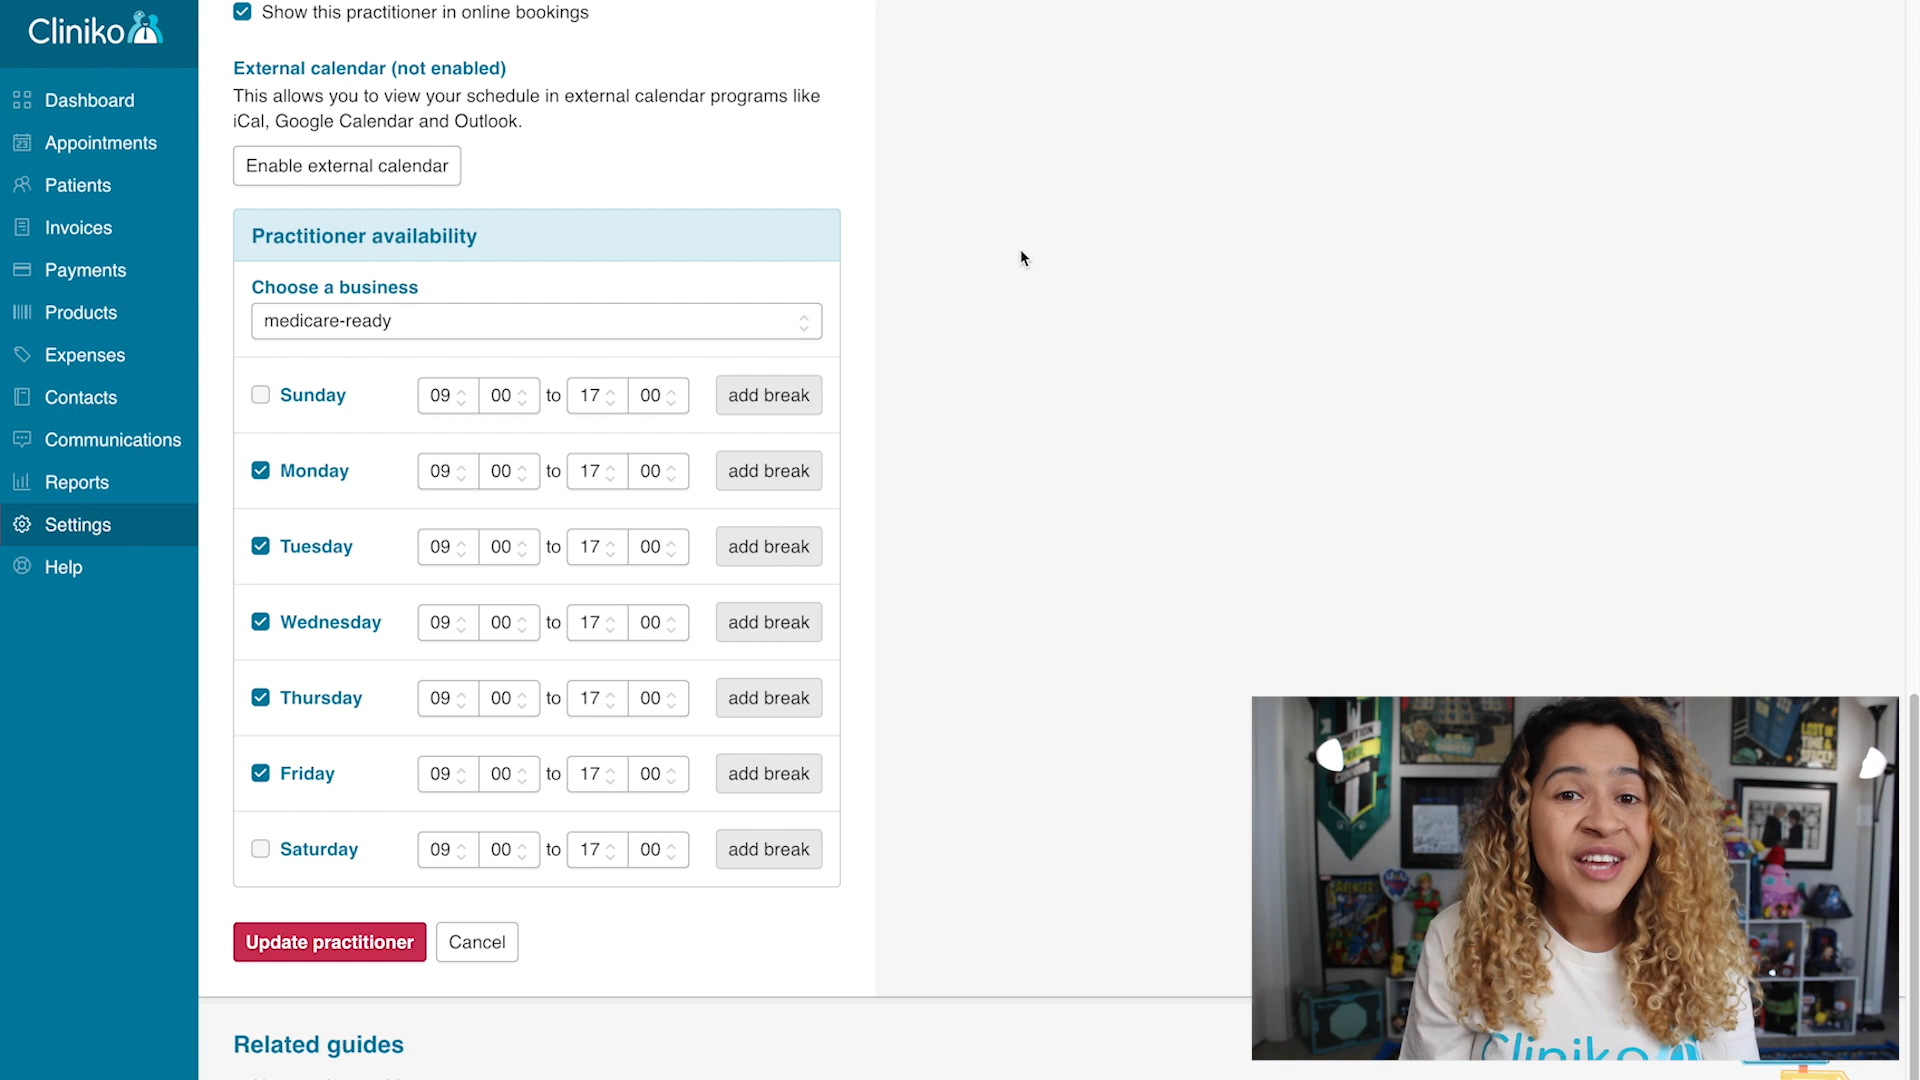 Cliniko
Dashboard
Appointments
Patients
Invoices
Payments
Products
Expenses
Contacts
Communications
Reports
Settings
Help
Show this practitioner in online bookings
External calendar (not enabled)
This allows you to view your schedule in external calendar programs like
iCal, Google Calendar and Outlook.
Enable external calendar
Practitioner availability
Choose a business
medicare-ready
Sunday 09 00 to 17 00 add break
Monday 09 00 to 17 00 add break
Tuesday 09 00 to 17 00 add break
Wednesday 09 00 to 17 00 add break
Thursday 09 00 to 17 00 add break
Friday 09 00 to 17 00 add break
Saturday 09 00 to 17 00 add break
Update practitioner
Cancel
Related guides
Cliniko